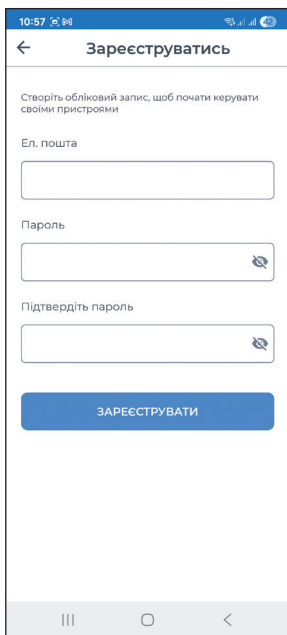 10:57
42
Зареєструватись
Створіть обліковий запис, щоб почати керувати
своїми пристроями
Ел. пошта
Пароль
Підтвердіть пароль
ЗАРЕЄСТРУВАТИ